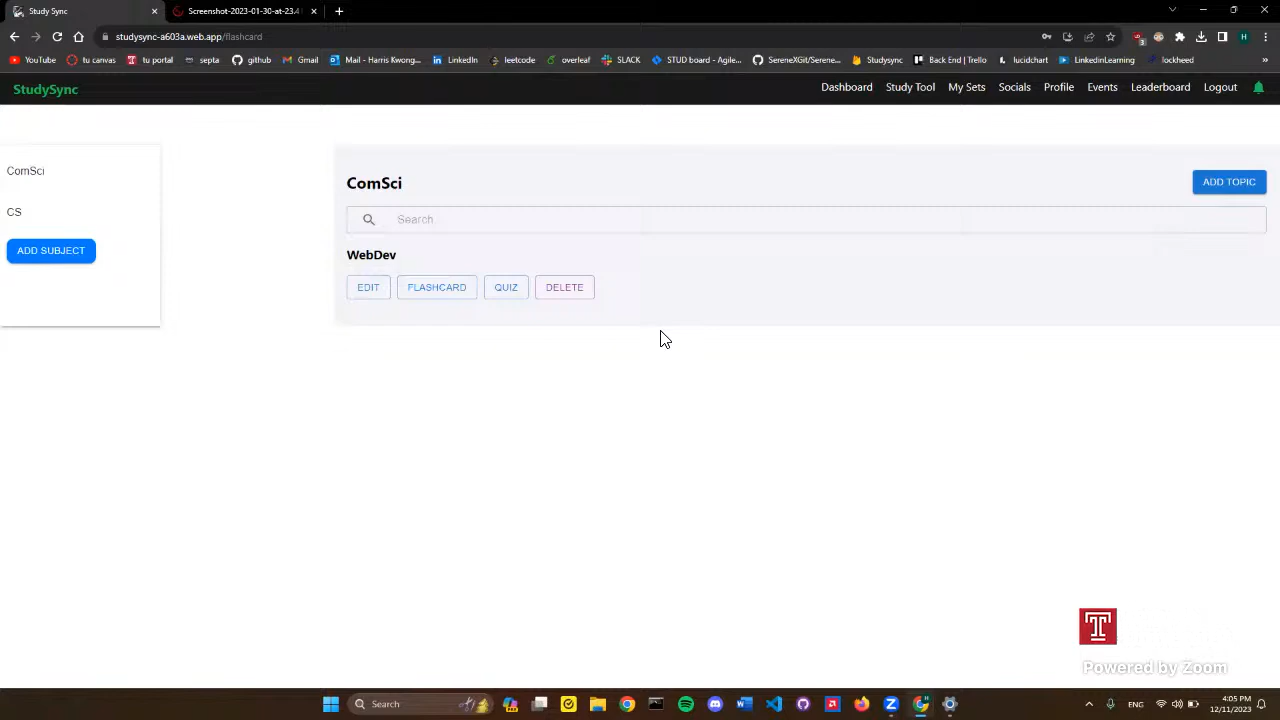 Study Sync
Screenshot-2023-01-30-at-23.41
studysync-a603a.web.app/flashcard
H
YouTube
tu canvas
tu portal
septa
github
Gmail
Mail - Harris Kwong...
LinkedIn
leetcode
overleaf
SLACK
STUD board - Agile...
SereneXGit/Serene...
Studysync
Back End | Trello
lucidchart
LinkedinLearning
lockheed
»
StudySync
Dashboard
Study Tool
My Sets
Socials
Profile
Events
Leaderboard
Logout
ComSci
CS
ADD SUBJECT
ComSci
ADD TOPIC
Search…
WebDev
EDIT
FLASHCARD
QUIZ
DELETE
T
Powered by Zoom
Search
ENG
4:05 PM
12/11/2023